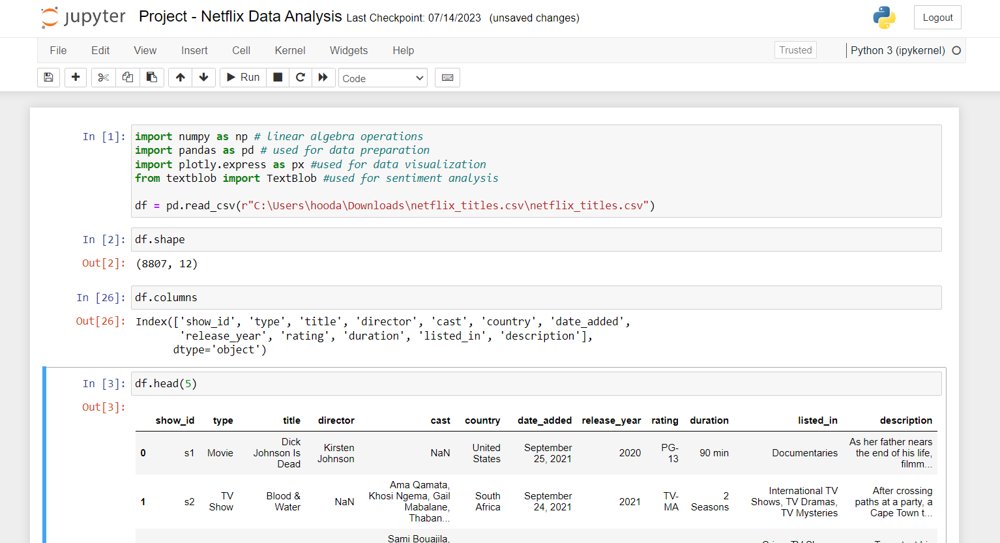 jupyter Project - Netflix Data Analysis Last Checkpoint: 07/14/2023 (unsaved changes)
Logout
File Edit View Insert Cell Kernel Widgets Help
Trusted
Python 3 (ipykernel)
Run
Code
In [1]:
import numpy as np # linear algebra operations
import pandas as pd # used for data preparation
import plotly.express as px #used for data visualization
from textblob import TextBlob #used for sentiment analysis
df = pd.read_csv(r"C:\Users\hooda\Downloads\netflix_titles.csv\netflix_titles.csv")
In [2]: df.shape
Out[2]: (8807, 12)
In [26]: df.columns
Out[26]: Index(['show_id', 'type', 'title', 'director', 'cast', 'country', 'date_added',
'release_year', 'rating', 'duration', 'listed_in', 'description'],
dtype='object')
In [3]: df.head(5)
Out[3]:
show_id type title director cast country date_added release_year rating duration listed_in description
0 s1 Movie
Dick
Johnson Is
Dead
Kirsten
Johnson
NaN
United
States
September
25, 2021
2020
PG-
13
90 min
Documentaries
As her father nears
the end of his life,
filmm...
1 s2
TV
Show
Blood &
Water
NaN
Ama Qamata,
Khosi Ngema, Gail
Mabalane,
Thaban...
South
Africa
September
24, 2021
2021
TV-
MA
2
Seasons
International TV
Shows, TV Dramas,
TV Mysteries
After crossing
paths at a party, a
Cape Town t...
Sami Bouajila,